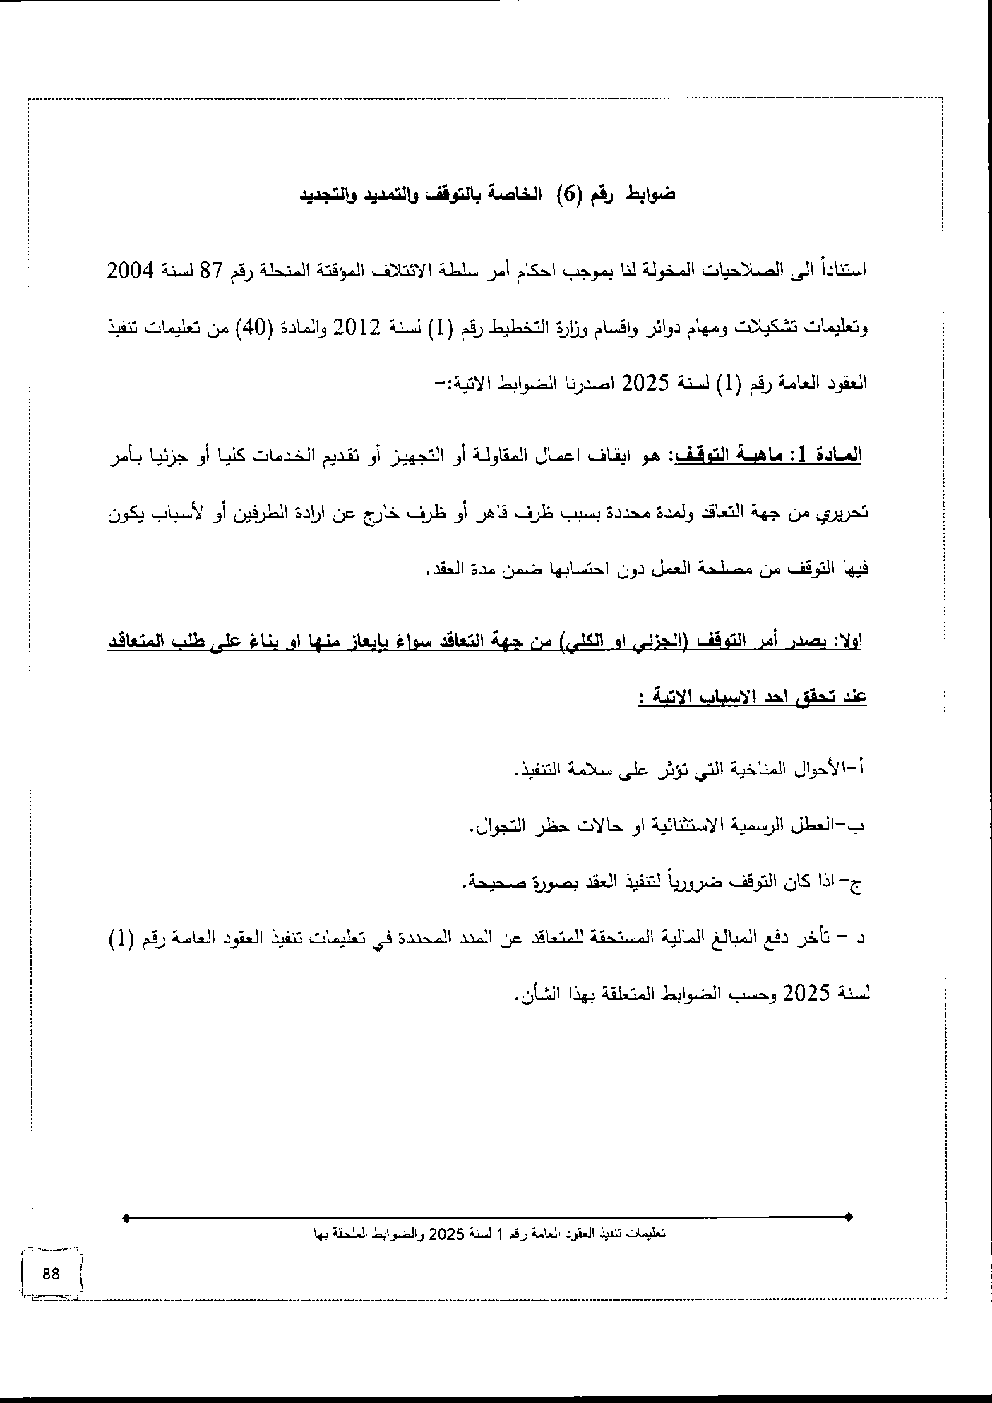 ضوابط رقم (6) الخاصة بالتوقف والتمديد والتجديد
استناداً الى الصلاحيات المخولة لنا بموجب احكام أمر سلطة الائتلاف الموقتة المنحلة رقم 87 لسنة 2004
وتعليمات تشكيلات ومهام دوائر واقسام وزارة التخطيط رقم (1) لسنة 2012 والمادة (40) من تعليمات تنفيذ
العقود العامة رقم (1) لسنة 2025 اصدرنا الضوابط الاتية:-
المادة 1: ماهية التوقف: هو ايقاف اعمال المقاولة أو التجهيز أو تقديم الخدمات كليا أو جزئيا بأمر
تحريري من جهة التعاقد ولمدة محددة بسبب ظرف قاهر أو ظرف خارج عن ارادة الطرفين أو لأسباب يكون
فيها التوقف من مصلحة العمل دون احتسابها ضمن مدة العقد.
اولا: يصدر أمر التوقف (الجزئي او الكلي) من جهة التعاقد سواء بإيعاز منها او بناء على طلب المتعاقد
عند تحقق احد الاسباب الاتية :
أ-الأحوال المناخية التي تؤثر على سلامة التنفيذ.
ب-العطل الرسمية الاستثنائية او حالات حظر التجوال.
ج- اذا كان التوقف ضرورياً لتنفيذ العقد بصورة صحيحة.
د - تأخر دفع المبالغ المالية المستحقة للمتعاقد عن المدد المحددة في تعليمات تنفيذ العقود العامة رقم (1)
لسنة 2025 وحسب الضوابط المتعلقة بهذا الشأن.
تعليمات تنفيذ العقود العامة رقم 1 لسنة 2025 والضوابط الملحقة بها
88